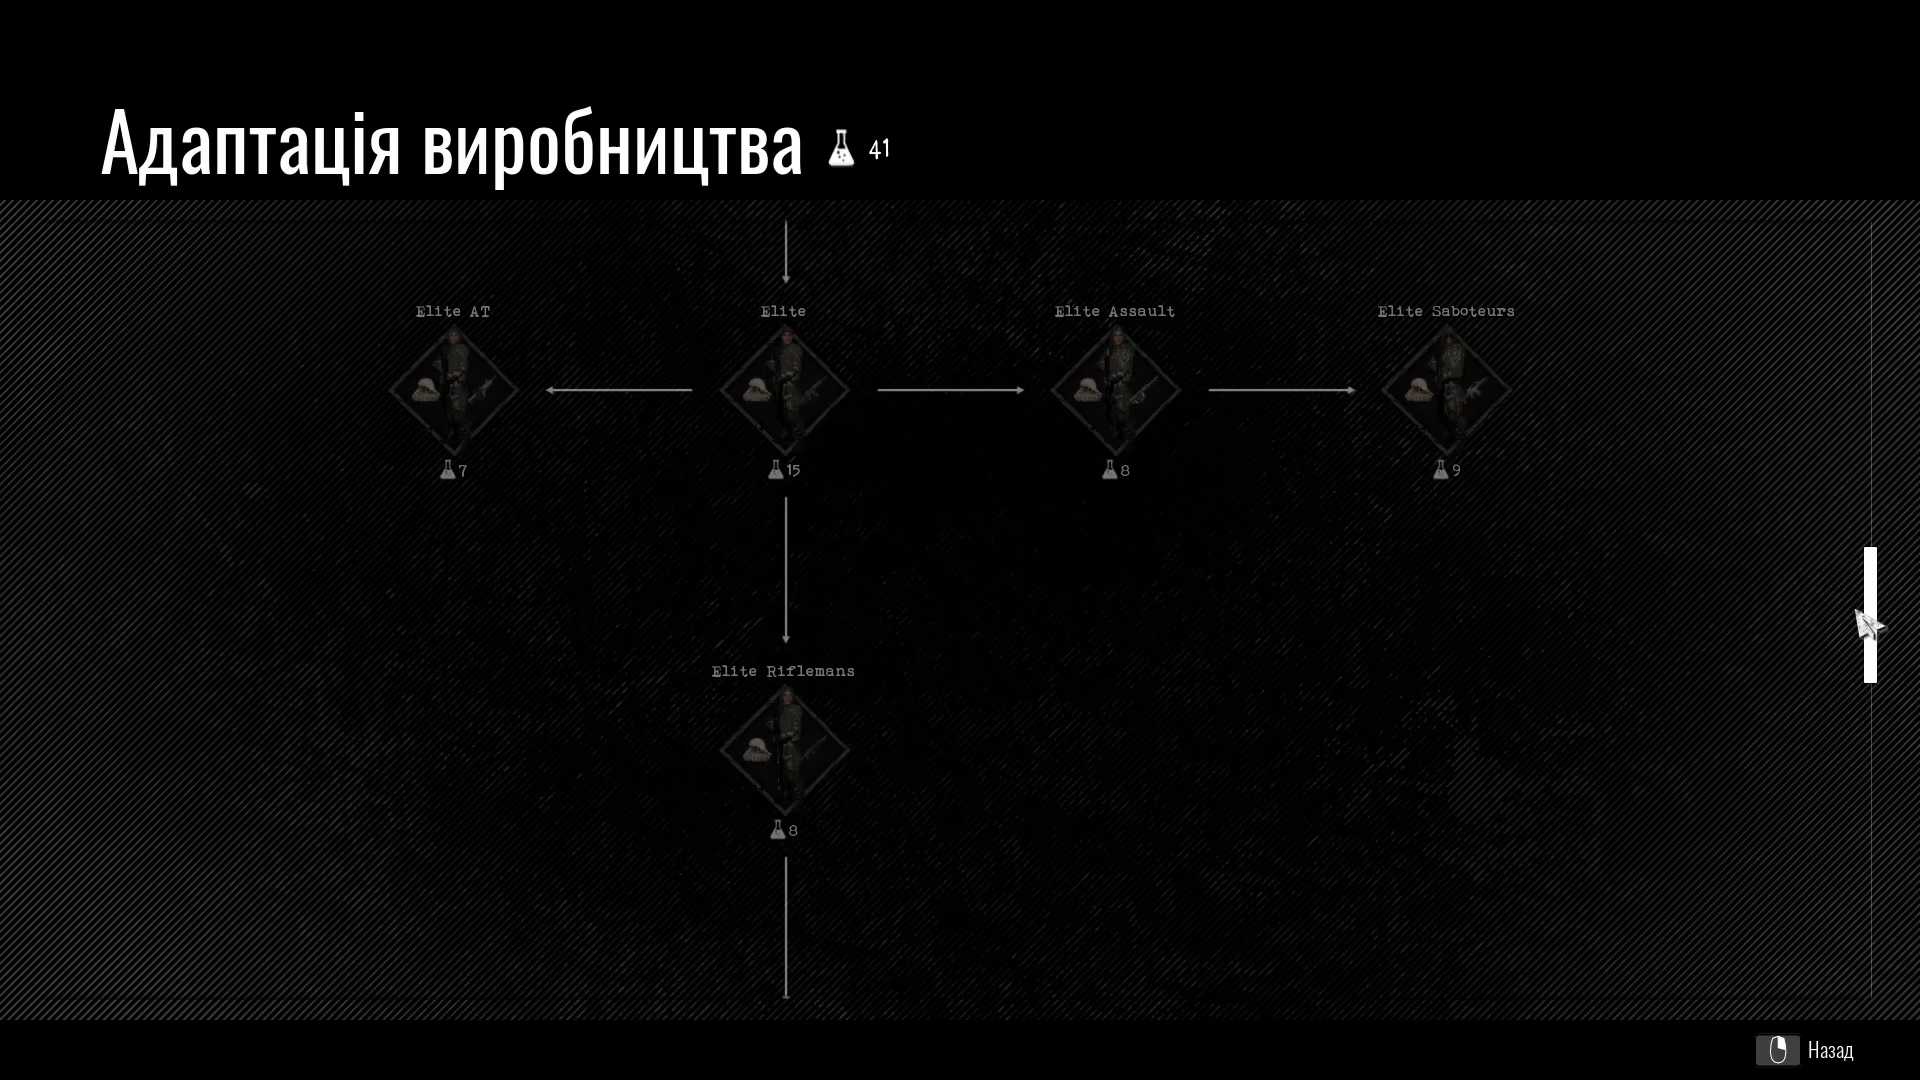 Адаптація виробництва 41
Elite AT
Elite
Elite Assault
Elite Saboteurs
7
15
8
9
Elite Riflemans
8
Назад